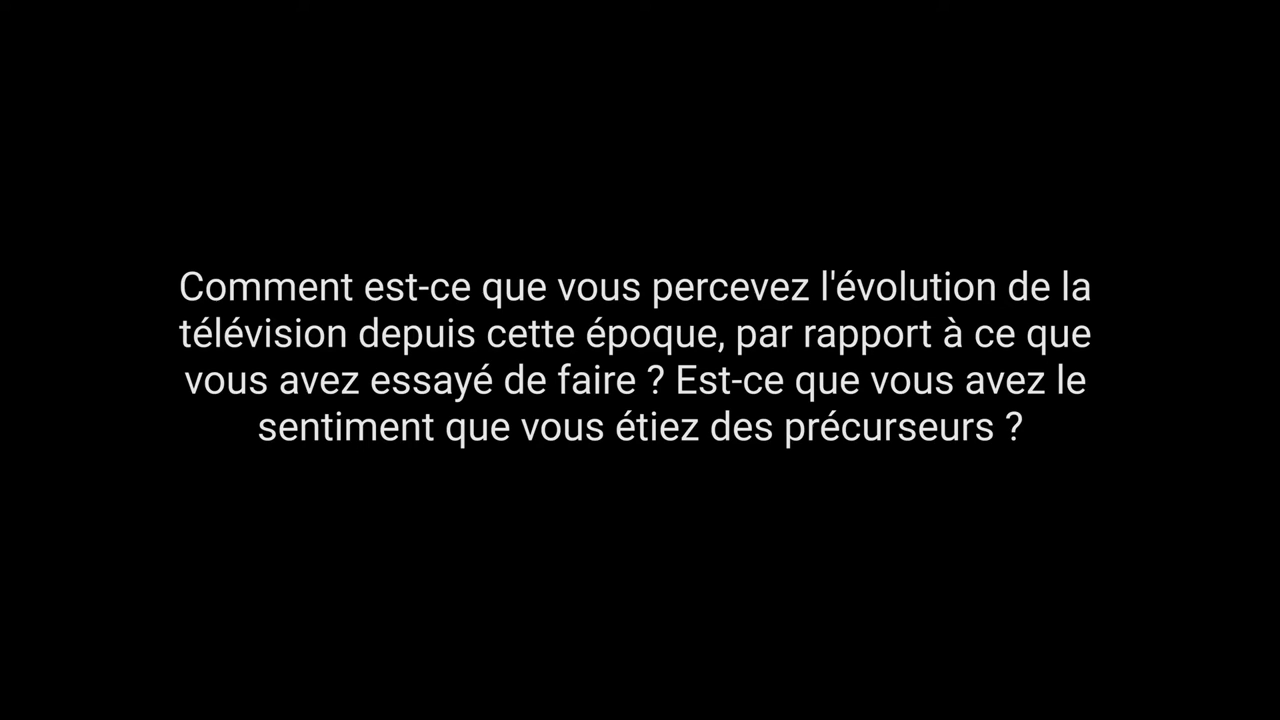 Comment est-ce que vous percevez l'évolution de la
télévision depuis cette époque, par rapport à ce que
vous avez essayé de faire ? Est-ce que vous avez le
sentiment que vous étiez des précurseurs ?